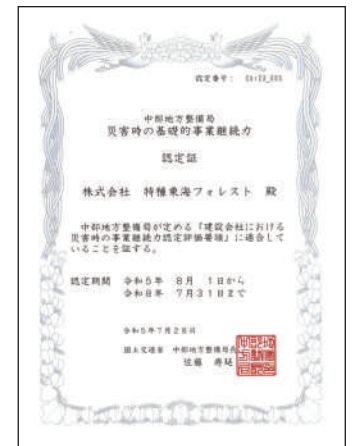 認定番号:
中部地方整備局
災害時の基礎的事業継続力
認定証
株式会社 特種東海フォレスト 殿
中部地方整備局が定める「建設会社における
災害時の事業継続力認定評価要領」に適合して
いることを証する。
認定期間 令和5年 8月 1日から
令和8年 7月31日まで
令和5年7月28日
国土交通省 中部地方整備局長
佐藤 寿延